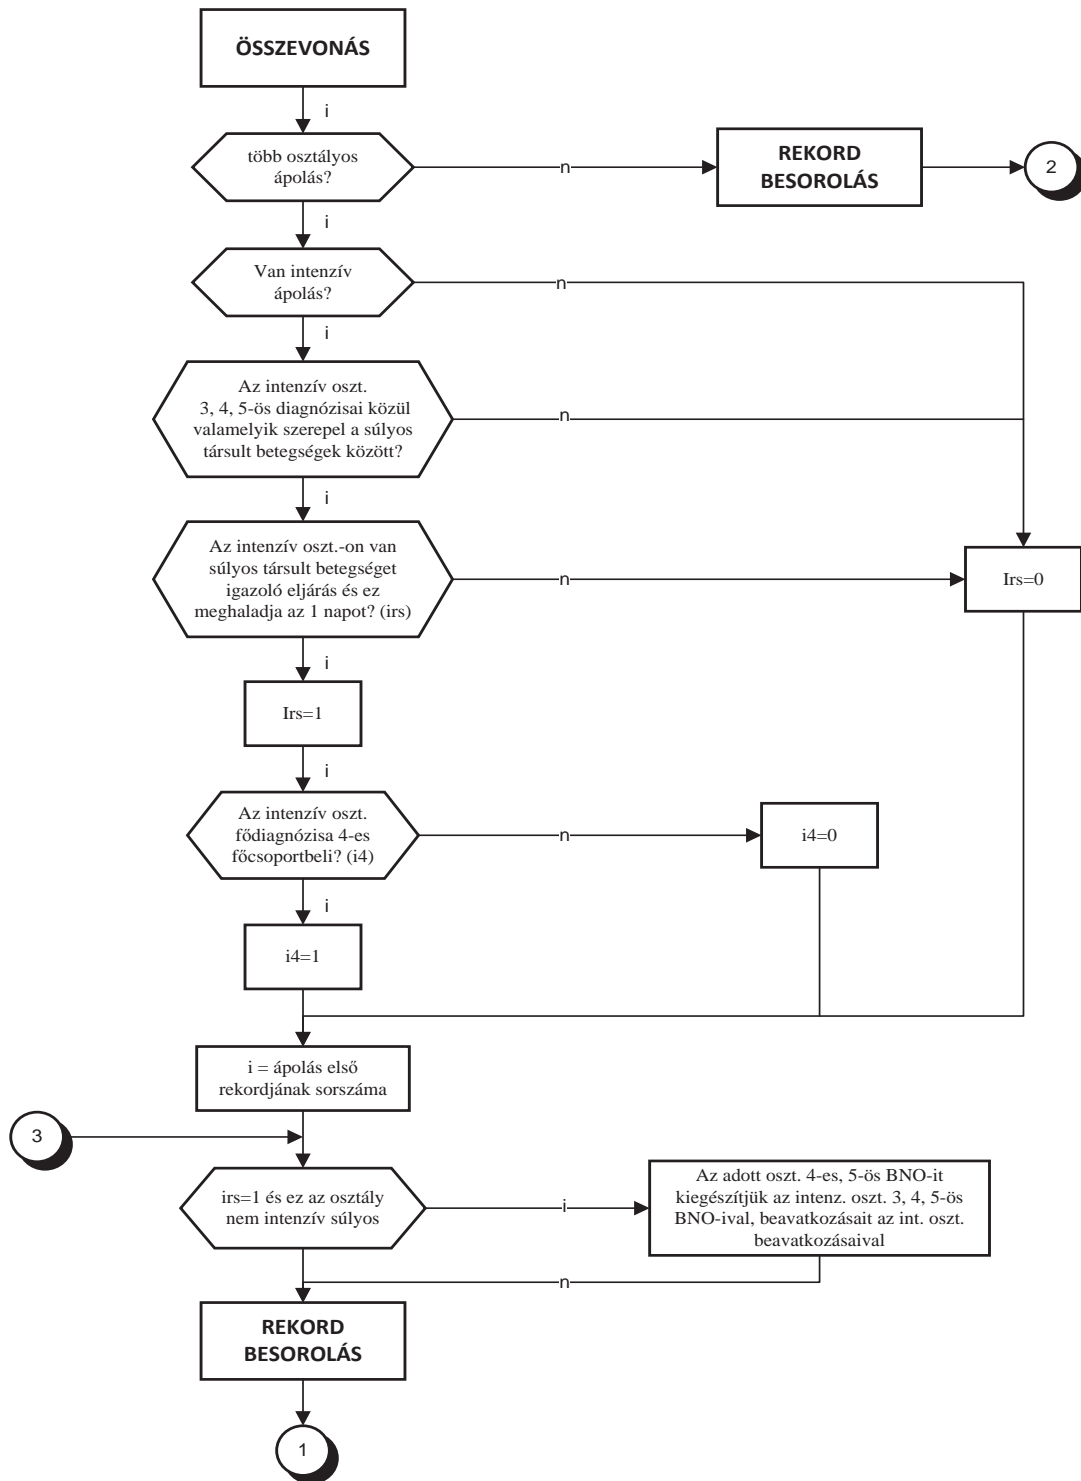 ÖSSZEVONÁS
i
több osztályos
ápolás?
n
REKORD
BESOROLÁS
2
i
Van intenzív
ápolás?
n
i
Az intenzív oszt.
3, 4, 5-ös diagnózisai közül
valamelyik szerepel a súlyos
társult betegségek között?
n
i
Az intenzív oszt.-on van
súlyos társult betegséget
igazoló eljárás és ez
meghaladja az 1 napot? (irs)
n
Irs=0
i
Irs=1
i
Az intenzív oszt.
fődiagnózisa 4-es
főcsoportbeli? (i4)
n
i4=0
i
i4=1
i = ápolás első
rekordjának sorszáma
3
irs=1 és ez az osztály
nem intenzív súlyos
i
Az adott oszt. 4-es, 5-ös BNO-it
kiegészítjük az intenz. oszt. 3, 4, 5-ös
BNO-ival, beavatkozásait az int. oszt.
beavatkozásaival
n
REKORD
BESOROLÁS
1